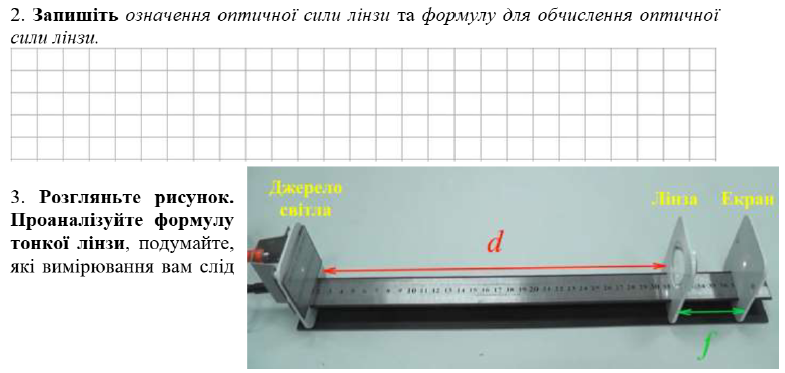 2. Запишіть означення оптичної сили лінзи та формулу для обчислення оптичної
сили лінзи.
3. Розгляньте рисунок.
Проаналізуйте формулу
тонкої лінзи, подумайте,
які вимірювання вам слід
Джерело
світла
Лінза
Екран
d
f